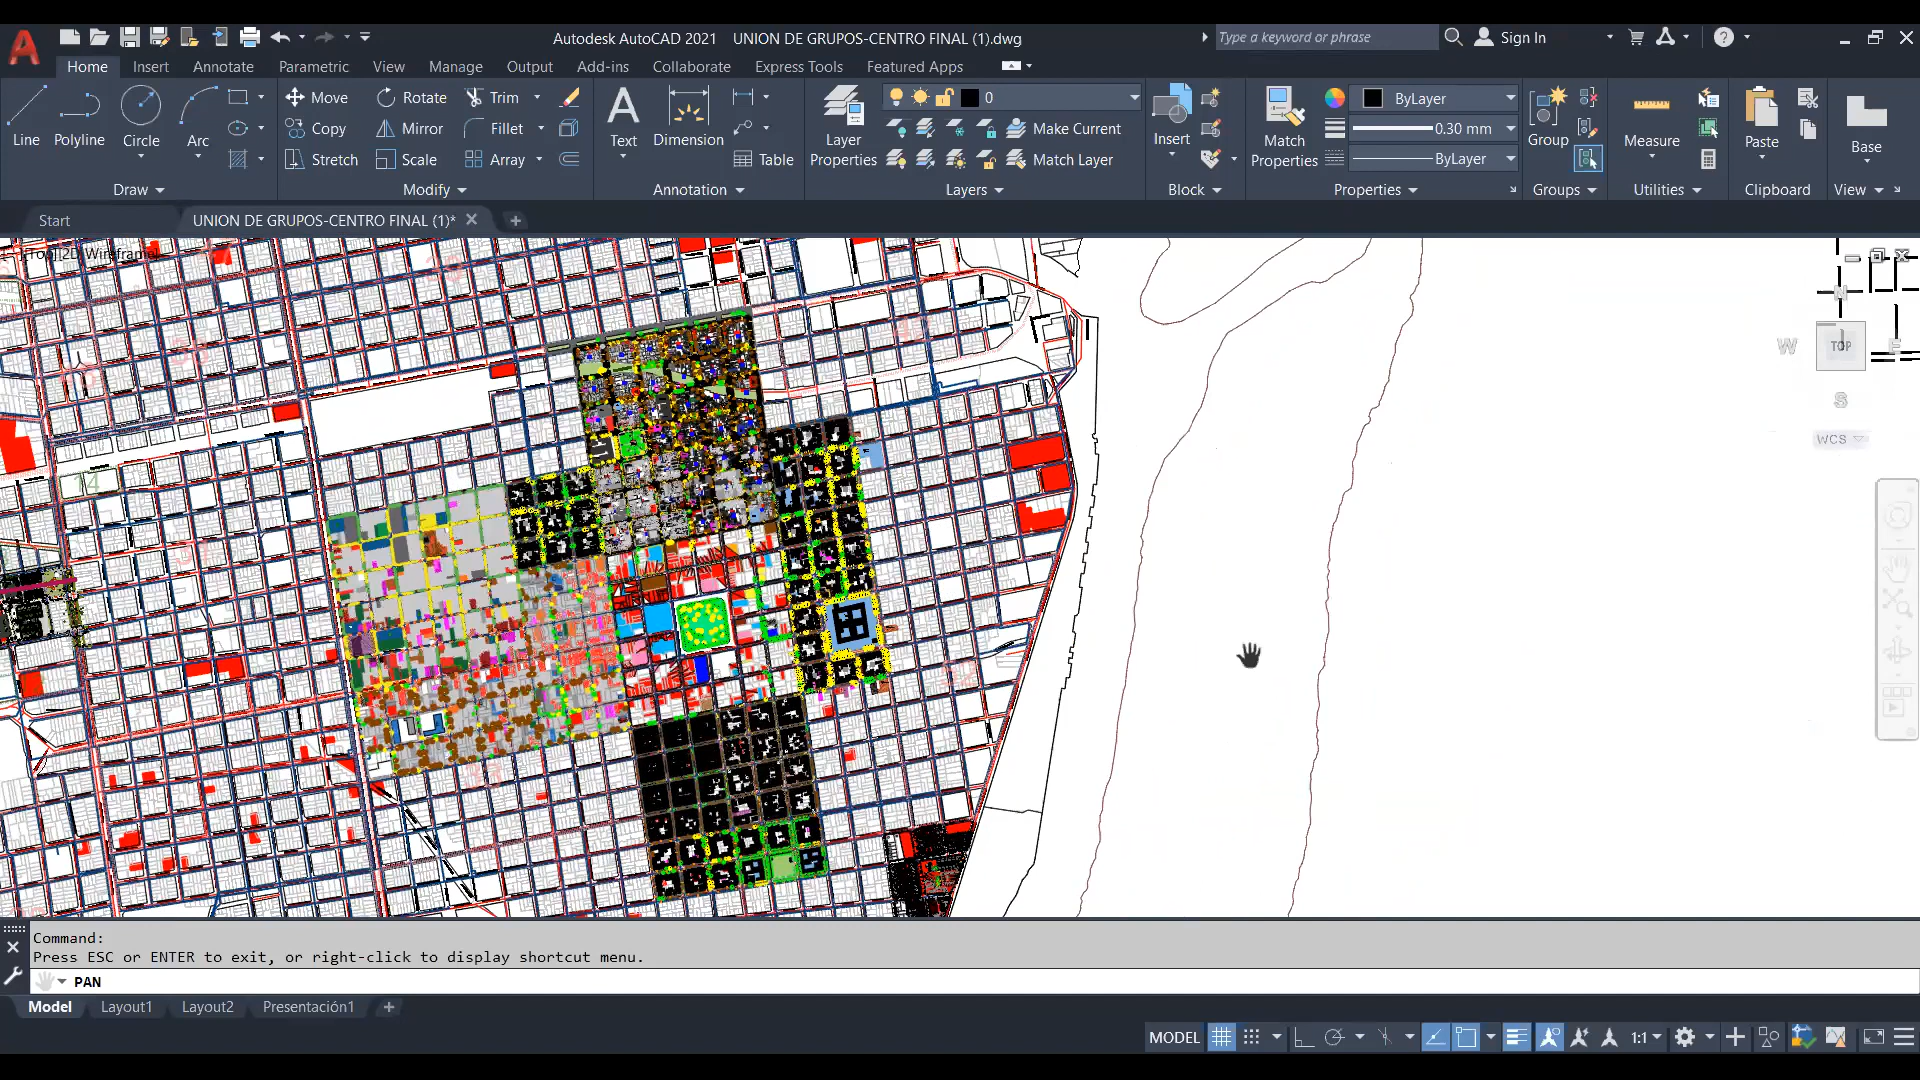 Autodesk AutoCAD 2021 UNION DE GRUPOS-CENTRO FINAL (1).dwg
Type a keyword or phrase
Sign In
Home Insert Annotate Parametric View Manage Output Add-ins Collaborate Express Tools Featured Apps
Line Polyline Circle Arc
Move Rotate Trim
Copy Mirror Fillet
Stretch Scale Array
Text Dimension Table
Layer Properties
0
Make Current
Match Layer
Insert
Match Properties
ByLayer
0.30 mm
ByLayer
Group
Measure
Paste
Base
Draw Modify Annotation Layers Block Properties Groups Utilities Clipboard View
Start UNION DE GRUPOS-CENTRO FINAL (1)*
[Top][2D Wireframe]
N
W TOP E
S
WCS
14
Command:
Press ESC or ENTER to exit, or right-click to display shortcut menu.
PAN
Model Layout1 Layout2 Presentación1
MODEL 1:1